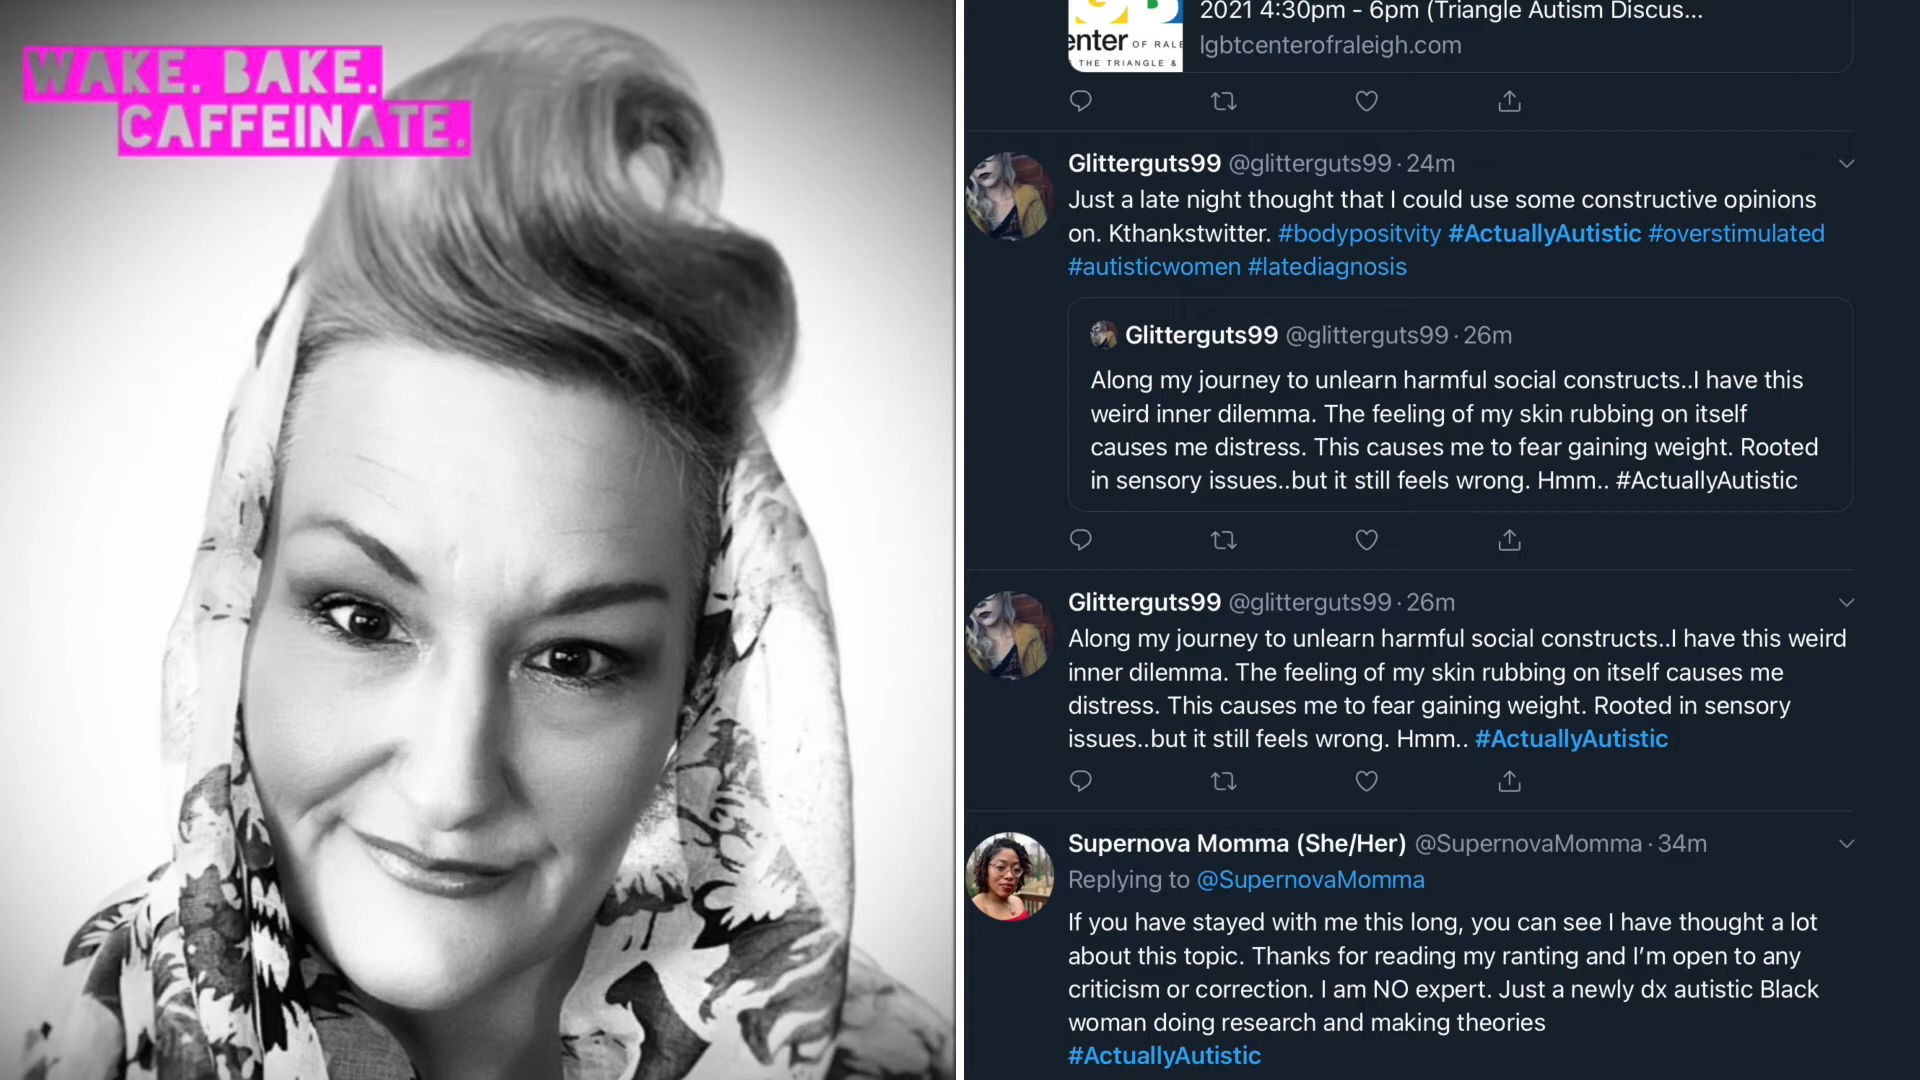 WAKE. BAKE.
CAFFEINATE.
enter OF RALE
THE TRIANGLE &
2021 4:30pm - 6pm (Triangle Autism Discus...
lgbtcenterofraleigh.com
Glitterguts99 @glitterguts99 · 24m
Just a late night thought that I could use some constructive opinions
on. Kthankstwitter. #bodypositvity #ActuallyAutistic #overstimulated
#autisticwomen #latediagnosis
Glitterguts99 @glitterguts99 · 26m
Along my journey to unlearn harmful social constructs..I have this
weird inner dilemma. The feeling of my skin rubbing on itself
causes me distress. This causes me to fear gaining weight. Rooted
in sensory issues..but it still feels wrong. Hmm.. #ActuallyAutistic
Glitterguts99 @glitterguts99 · 26m
Along my journey to unlearn harmful social constructs..I have this weird
inner dilemma. The feeling of my skin rubbing on itself causes me
distress. This causes me to fear gaining weight. Rooted in sensory
issues..but it still feels wrong. Hmm.. #ActuallyAutistic
Supernova Momma (She/Her) @SupernovaMomma · 34m
Replying to @SupernovaMomma
If you have stayed with me this long, you can see I have thought a lot
about this topic. Thanks for reading my ranting and I'm open to any
criticism or correction. I am NO expert. Just a newly dx autistic Black
woman doing research and making theories
#ActuallyAutistic